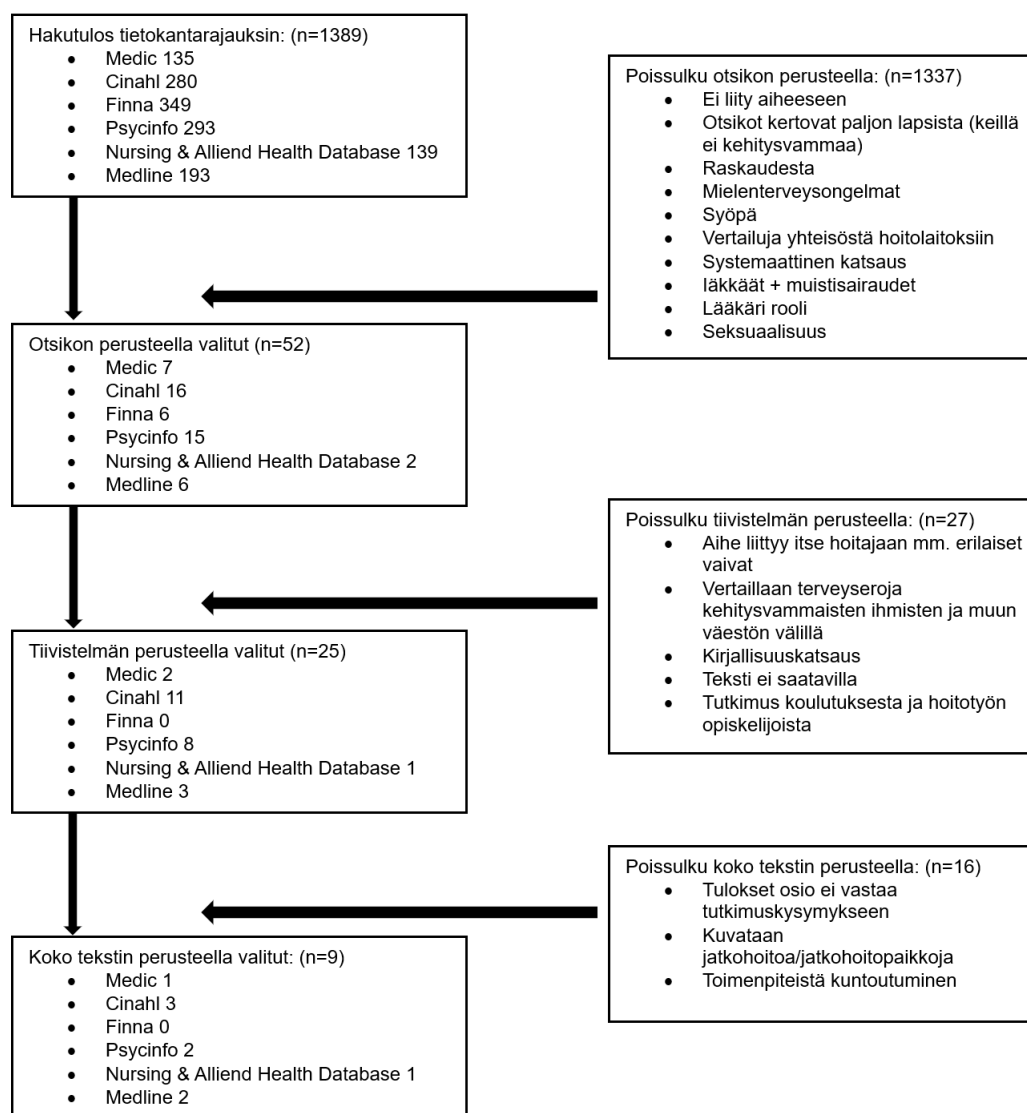 Hakutulos tietokantarajauksin: (n=1389)
• Medic 135
• Cinahl 280
• Finna 349
• Psycinfo 293
• Nursing & Alliend Health Database 139
• Medline 193
Poissulku otsikon perusteella: (n=1337)
• Ei liity aiheeseen
• Otsikot kertovat paljon lapsista (keillä
ei kehitysvammaa)
• Raskaudesta
• Mielenterveysongelmat
• Syöpä
• Vertailuja yhteisöstä hoitolaitoksiin
• Systemaattinen katsaus
• Iäkkäät + muistisairaudet
• Lääkäri rooli
• Seksuaalisuus
Otsikon perusteella valitut (n=52)
• Medic 7
• Cinahl 16
• Finna 6
• Psycinfo 15
• Nursing & Alliend Health Database 2
• Medline 6
Poissulku tiivistelmän perusteella: (n=27)
• Aihe liittyy itse hoitajaan mm. erilaiset
vaivat
• Vertaillaan terveyseroja
kehitysvammaisten ihmisten ja muun
väestön välillä
• Kirjallisuuskatsaus
• Teksti ei saatavilla
• Tutkimus koulutuksesta ja hoitotyön
opiskelijoista
Tiivistelmän perusteella valitut (n=25)
• Medic 2
• Cinahl 11
• Finna 0
• Psycinfo 8
• Nursing & Alliend Health Database 1
• Medline 3
Poissulku koko tekstin perusteella: (n=16)
• Tulokset osio ei vastaa
tutkimuskysymykseen
• Kuvataan
jatkohoitoa/jatkohoitopaikkoja
• Toimenpiteistä kuntoutuminen
Koko tekstin perusteella valitut: (n=9)
• Medic 1
• Cinahl 3
• Finna 0
• Psycinfo 2
• Nursing & Alliend Health Database 1
• Medline 2